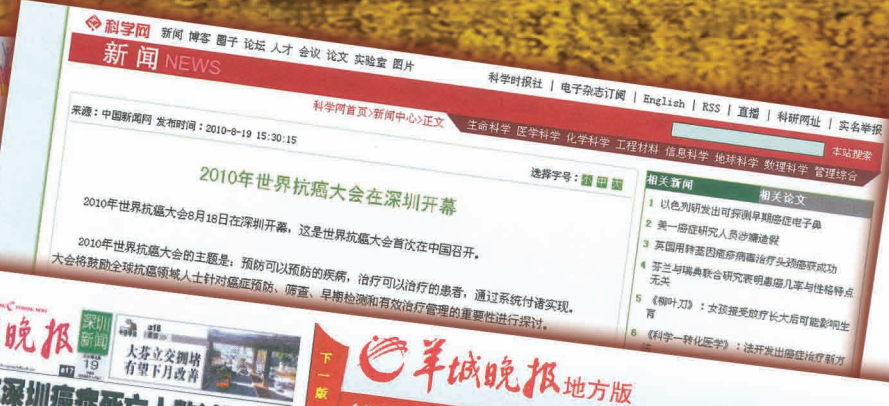 科学网 新闻 博客 圈子 论坛 人才 会议 论文 实验室 图片
科学时报社 | 电子杂志订阅 | English | RSS | 直播 | 科研网址 | 实名举报
新闻 NEWS
本站搜索
科学网首页>新闻中心>正文
生命科学 医学科学 化学科学 工程材料 信息科学 地球科学 数理科学 管理综合
来源：中国新闻网 发布时间：2010-8-19 15:30:15
选择字号：
2010年世界抗癌大会在深圳开幕
2010年世界抗癌大会8月18日在深圳开幕，这是世界抗癌大会首次在中国召开。
2010年世界抗癌大会的主题是：预防可以预防的疾病，治疗可以治疗的患者，通过系统付诸实现。
大会将鼓励全球抗癌领域人士针对癌症预防、筛查、早期检测和有效治疗管理的重要性进行探讨。
相关新闻 相关论文
1 以色列研发出可探测早期癌症电子鼻
2 美一癌症研究人员涉嫌造假
3 英国用转基因疱疹病毒治疗头颈癌获成功
4 芬兰与瑞典联合研究表明患癌几率与性格特点
无关
5 《柳叶刀》：女孩接受放疗长大后可能影响生
育
6 《科学—转化医学》：法开发出癌症治疗新方
晚报
深圳
新闻
19
大芬立交拥堵
有望下月改善
深圳癌症死亡人数
下一版
羊城晚报地方版